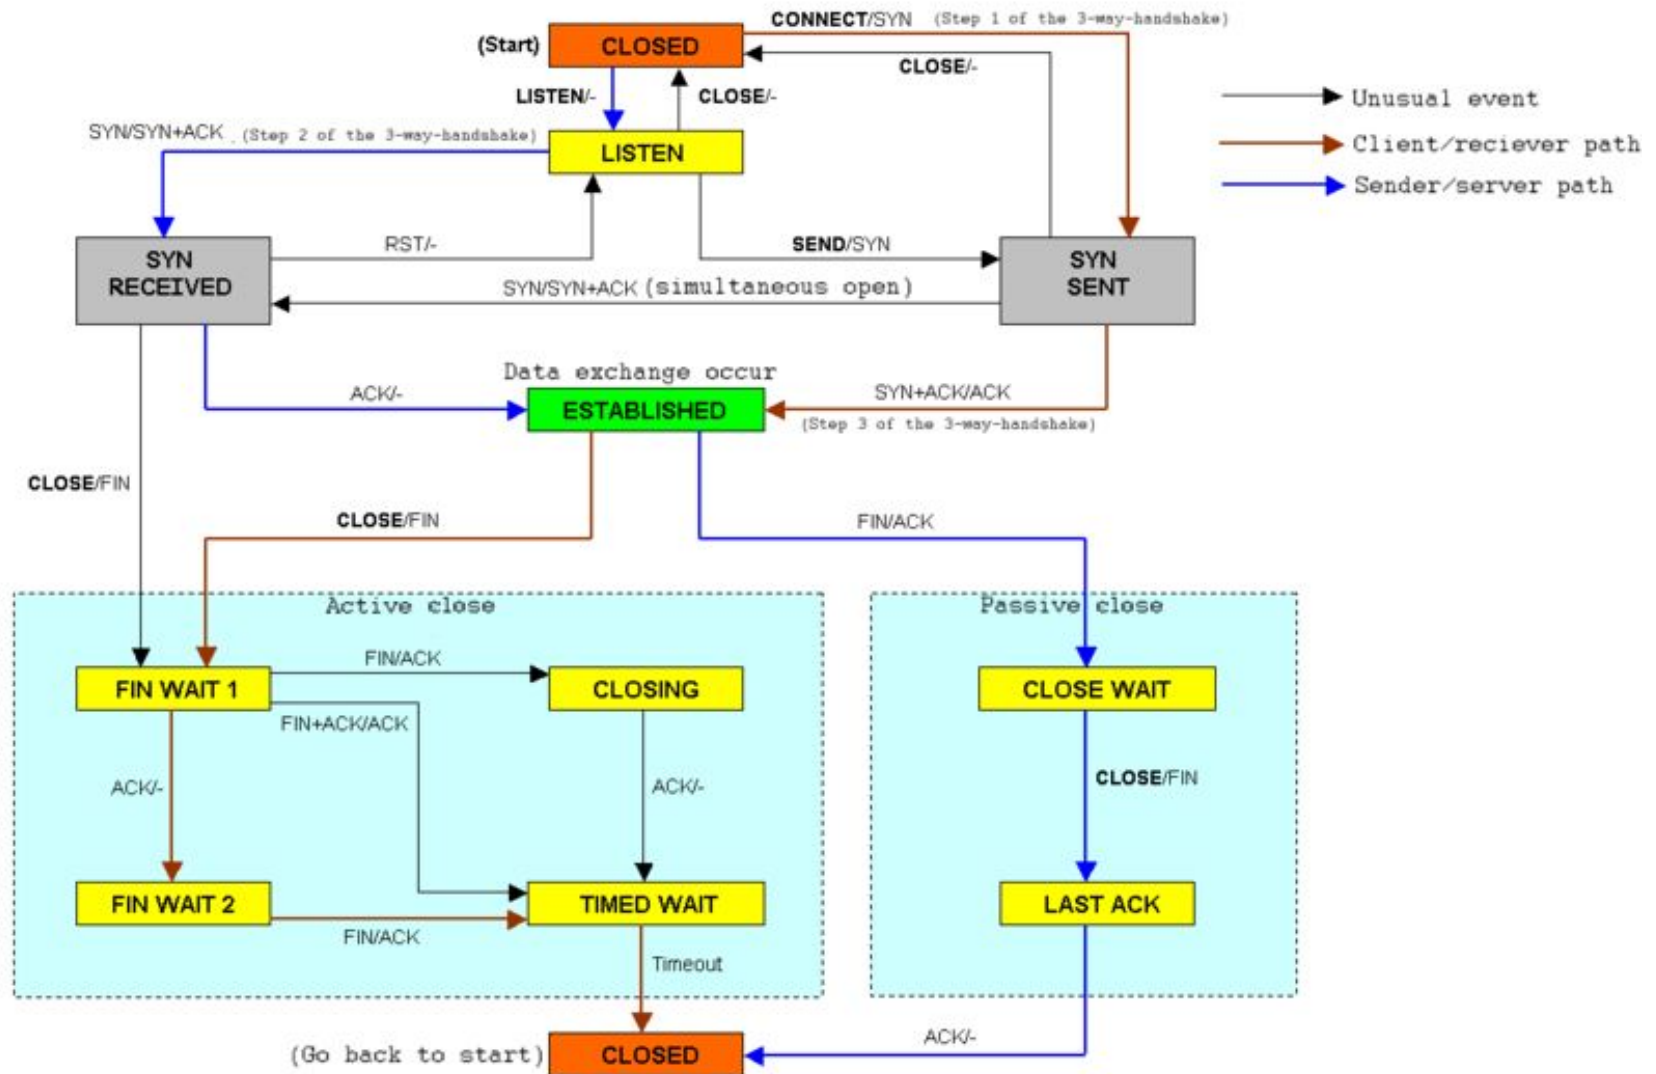 CONNECT/SYN (Step 1 of the 3-way-handshake)
(Start)
CLOSED
CLOSE/-
LISTEN/-
CLOSE/-
Unusual event
Client/reciever path
Sender/server path
SYN/SYN+ACK (Step 2 of the 3-way-handshake)
LISTEN
RST/-
SEND/SYN
SYN
RECEIVED
SYN
SENT
SYN/SYN+ACK (simultaneous open)
Data exchange occur
ACK/-
ESTABLISHED
SYN+ACK/ACK
(Step 3 of the 3-way-handshake)
CLOSE/FIN
CLOSE/FIN
FIN/ACK
Active close
Passive close
FIN WAIT 1
FIN/ACK
CLOSING
CLOSE WAIT
FIN+ACK/ACK
ACK/-
ACK/-
CLOSE/FIN
FIN WAIT 2
TIMED WAIT
LAST ACK
FIN/ACK
Timeout
(Go back to start)
CLOSED
ACK/-